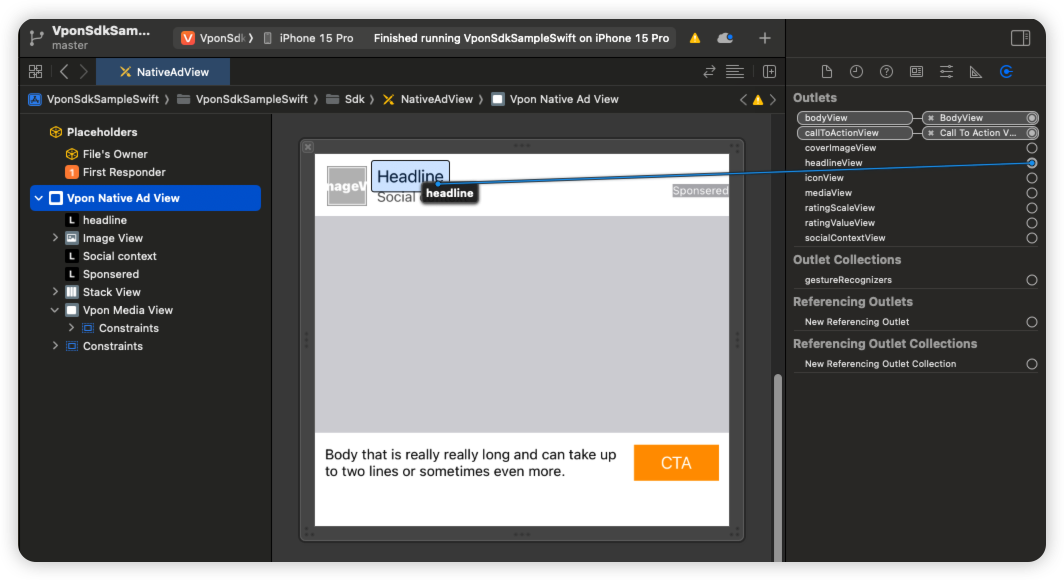 VponSdkSam...
master
VponSdk
iPhone 15 Pro
Finished running VponSdkSampleSwift on iPhone 15 Pro
NativeAdView
VponSdkSampleSwift
VponSdkSampleSwift
Sdk
NativeAdView
Vpon Native Ad View
Placeholders
File's Owner
1
First Responder
Vpon Native Ad View
L headline
Image View
L Social context
L Sponsered
Stack View
Vpon Media View
Constraints
Constraints
Headline
headline
Social
Sponsered
Body that is really really long and can take up
to two lines or sometimes even more.
CTA
Outlets
bodyView
BodyView
callToActionView
Call To Action V...
coverImageView
headlineView
iconView
mediaView
ratingScaleView
ratingValueView
socialContextView
Outlet Collections
gestureRecognizers
Referencing Outlets
New Referencing Outlet
Referencing Outlet Collections
New Referencing Outlet Collection